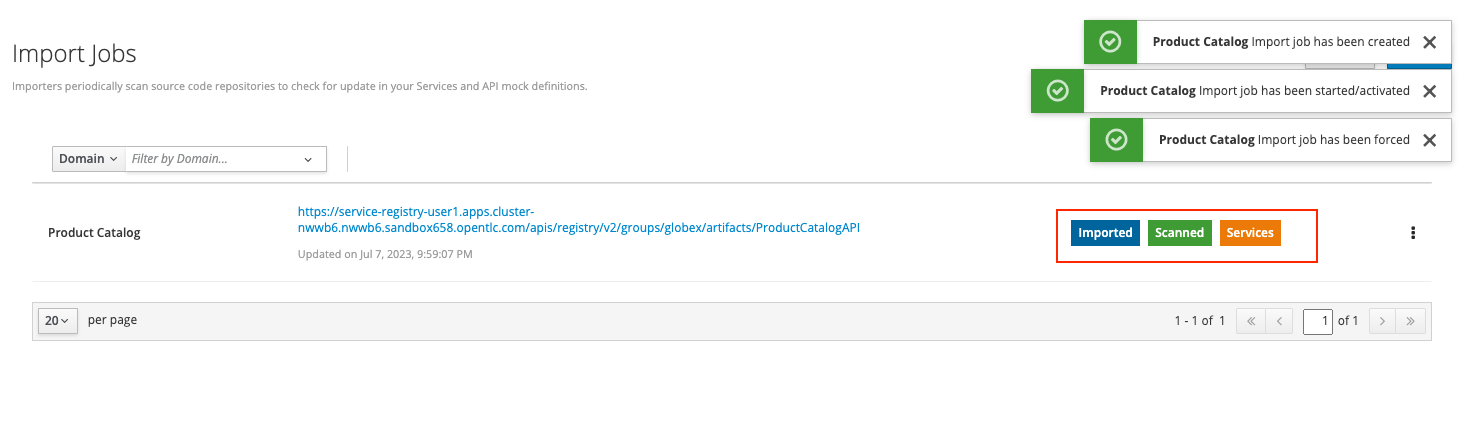 Import Jobs
Importers periodically scan source code repositories to check for update in your Services and API mock definitions.
Product Catalog Import job has been created
Product Catalog Import job has been started/activated
Product Catalog Import job has been forced
Domain Filter by Domain...
Product Catalog
https://service-registry-user1.apps.cluster-
nwwb6.nwwb6.sandbox658.opentlc.com/apis/registry/v2/groups/globex/artifacts/ProductCatalogAPI
Updated on Jul 7, 2023, 9:59:07 PM
Imported Scanned Services
20 per page 1 - 1 of 1 1 of 1